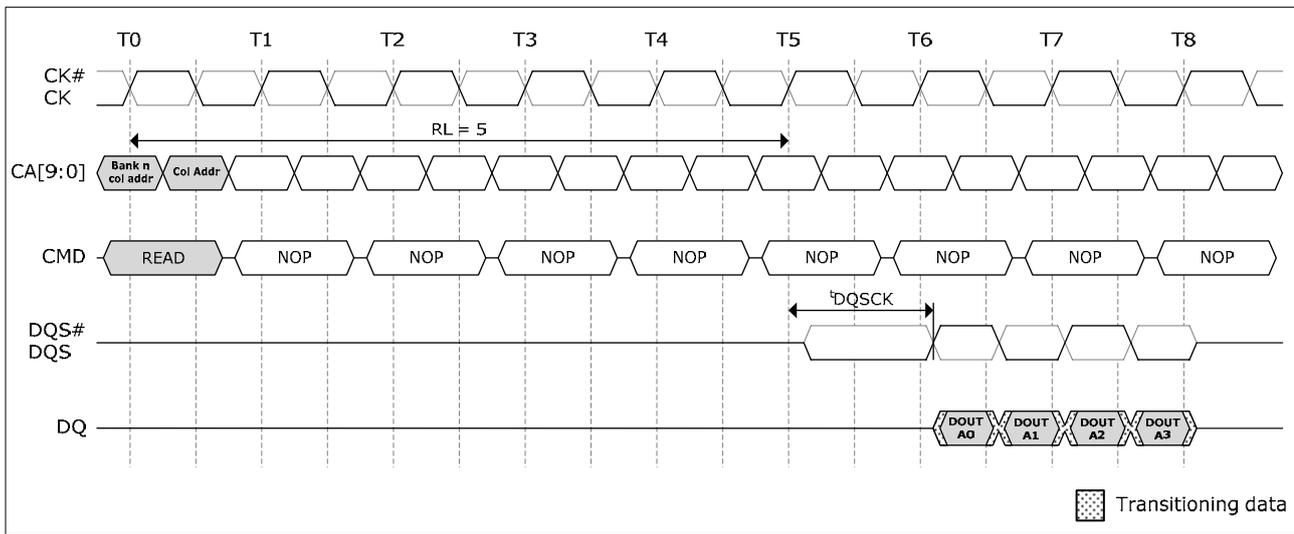 T0 T1 T2 T3 T4 T5 T6 T7 T8
CK#
CK
RL = 5
CA[9:0] Bank n col addr Col Addr
CMD READ NOP NOP NOP NOP NOP NOP NOP NOP
tDQSCK
DQS#
DQS
DQ DOUT A0 DOUT A1 DOUT A2 DOUT A3
Transitioning data